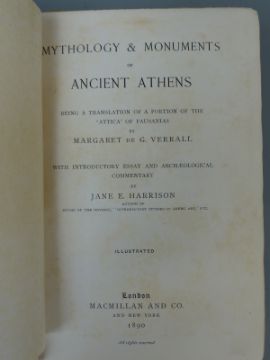 MYTHOLOGY & MONUMENTS
OF
ANCIENT ATHENS
BEING A TRANSLATION OF A PORTION OF THE
'ATTICA' OF PAUSANIAS
BY
MARGARET DE G. VERRALL
WITH INTRODUCTORY ESSAY AND ARCHÆOLOGICAL
COMMENTARY
BY
JANE E. HARRISON
AUTHOR OF
ILLUSTRATED
London
MACMILLAN AND CO.
AND NEW YORK
1890
All rights reserved